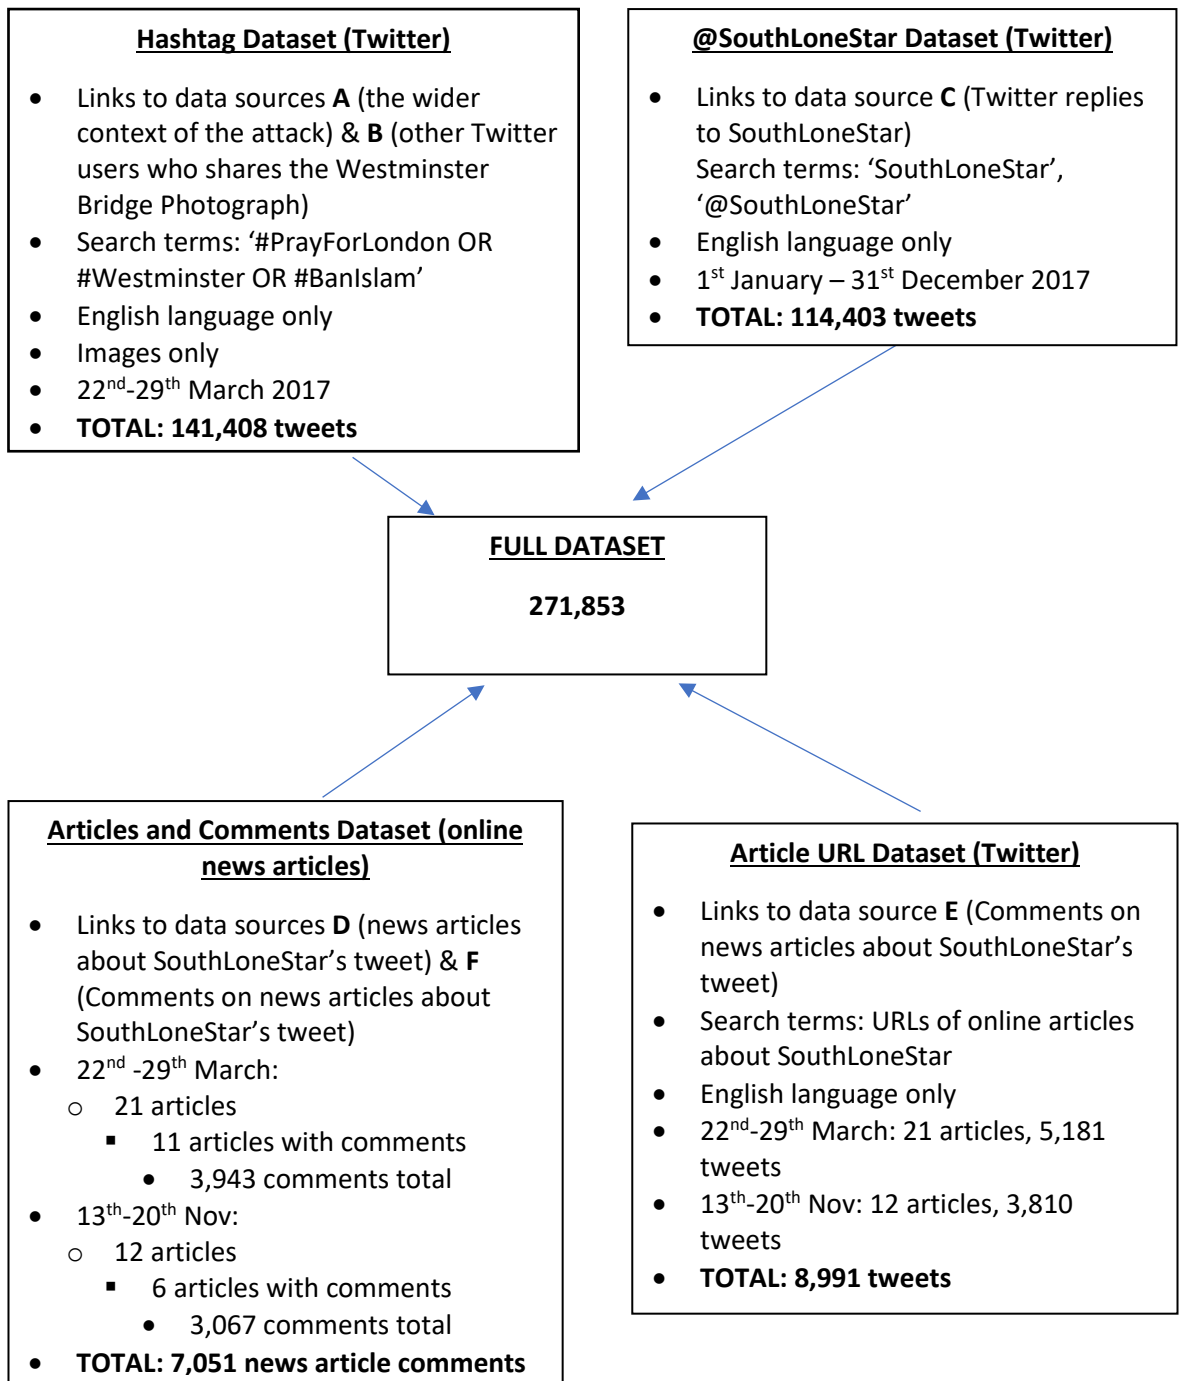 Hashtag Dataset (Twitter)
• Links to data sources A (the wider
context of the attack) & B (other Twitter
users who shares the Westminster
Bridge Photograph)
• Search terms: ‘#PrayForLondon OR
#Westminster OR #BanIslam’
• English language only
• Images only
• 22nd-29th March 2017
• TOTAL: 141,408 tweets
@SouthLoneStar Dataset (Twitter)
• Links to data source C (Twitter replies
to SouthLoneStar)
Search terms: ‘SouthLoneStar’,
‘@SouthLoneStar’
• English language only
• 1st January – 31st December 2017
• TOTAL: 114,403 tweets
FULL DATASET
271,853
Articles and Comments Dataset (online
news articles)
• Links to data sources D (news articles
about SouthLoneStar’s tweet) & F
(Comments on news articles about
SouthLoneStar’s tweet)
• 22nd -29th March:
o 21 articles
▪ 11 articles with comments
• 3,943 comments total
• 13th-20th Nov:
o 12 articles
▪ 6 articles with comments
• 3,067 comments total
• TOTAL: 7,051 news article comments
Article URL Dataset (Twitter)
• Links to data source E (Comments on
news articles about SouthLoneStar’s
tweet)
• Search terms: URLs of online articles
about SouthLoneStar
• English language only
• 22nd-29th March: 21 articles, 5,181
tweets
• 13th-20th Nov: 12 articles, 3,810
tweets
• TOTAL: 8,991 tweets